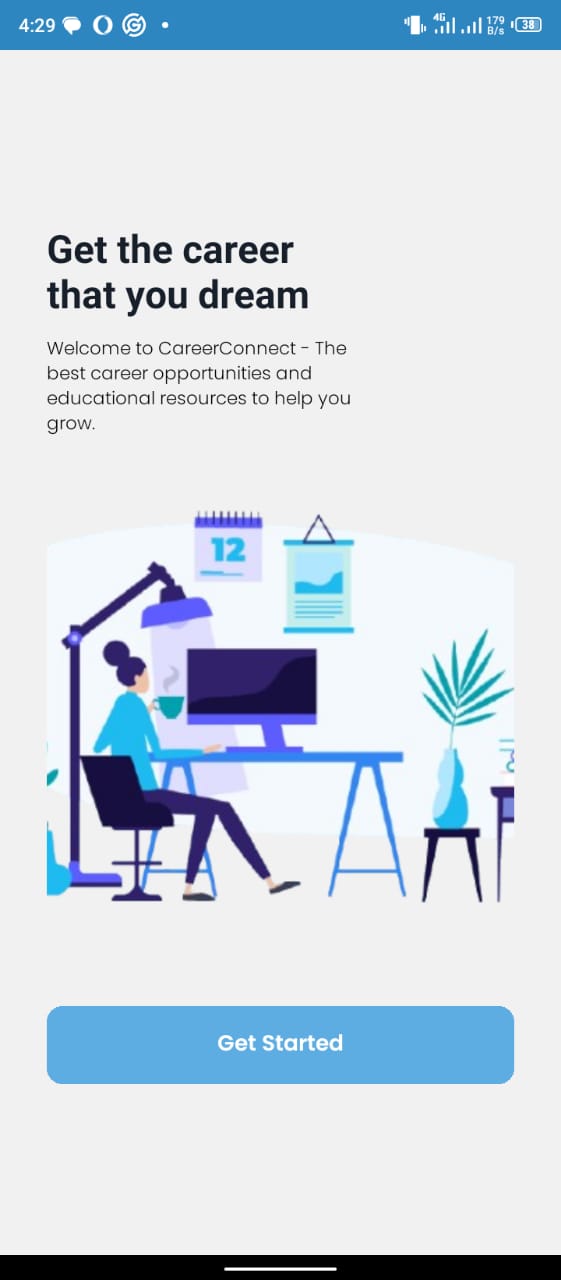 4:29
4G
179
B/s
38
Get the career
that you dream
Welcome to CareerConnect - The
best career opportunities and
educational resources to help you
grow.
12
Get Started